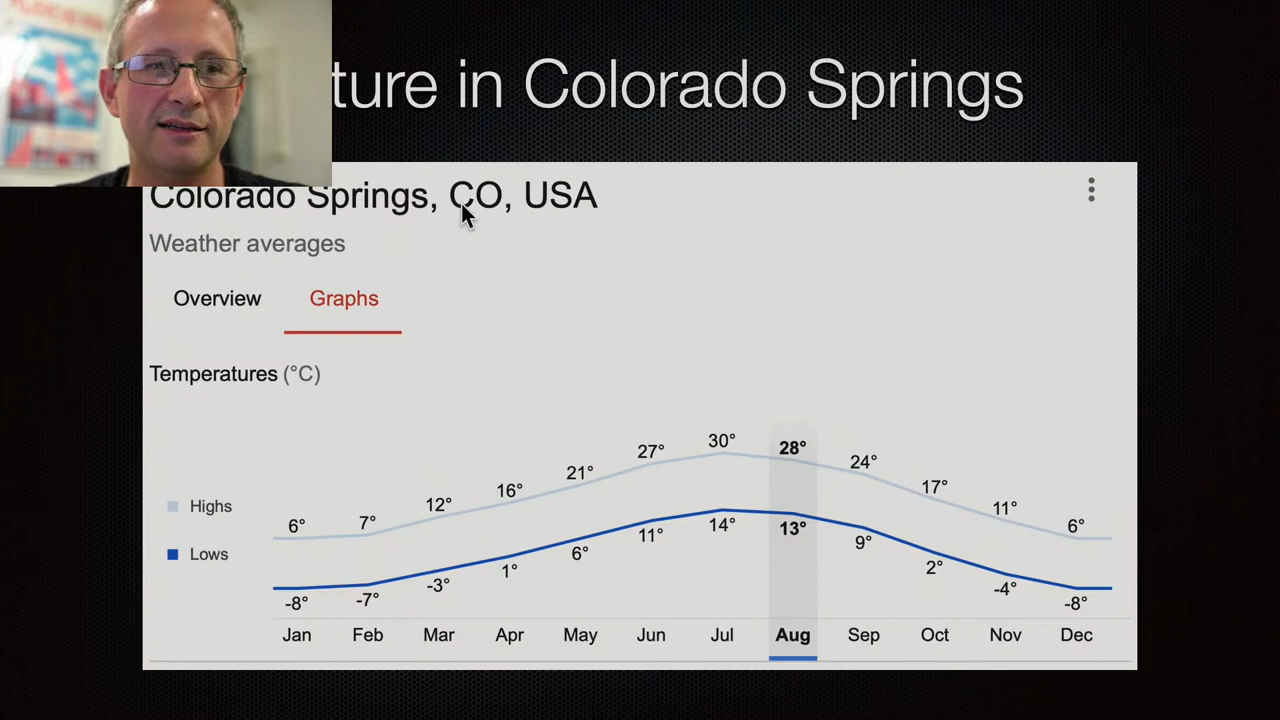 ture in Colorado Springs
Colorado Springs, CO, USA
Weather averages
Overview Graphs
Temperatures (°C)
Highs
Lows
6° 7° 12° 16° 21° 27° 30° 28° 24° 17° 11° 6°
-8° -7° -3° 1° 6° 11° 14° 13° 9° 2° -4° -8°
Jan Feb Mar Apr May Jun Jul Aug Sep Oct Nov Dec